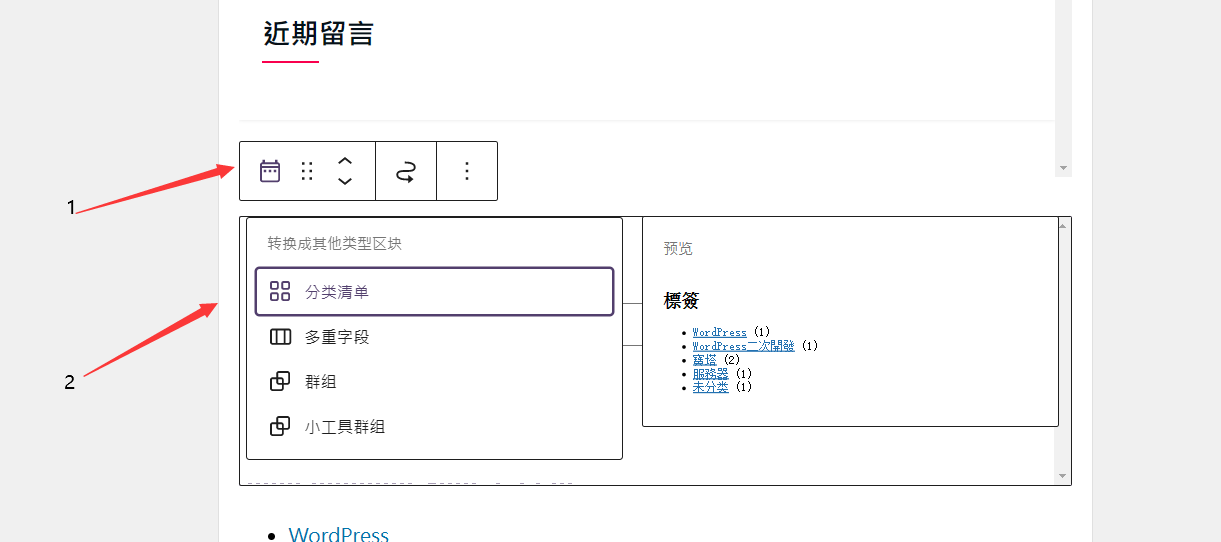 近期留言
1
转换成其他类型区块
分类清单
多重字段
群组
小工具群组
预览
標簽
WordPress (1)
WordPress二次開發 (1)
寶塔 (2)
服務器 (1)
未分类 (1)
2
WordPress